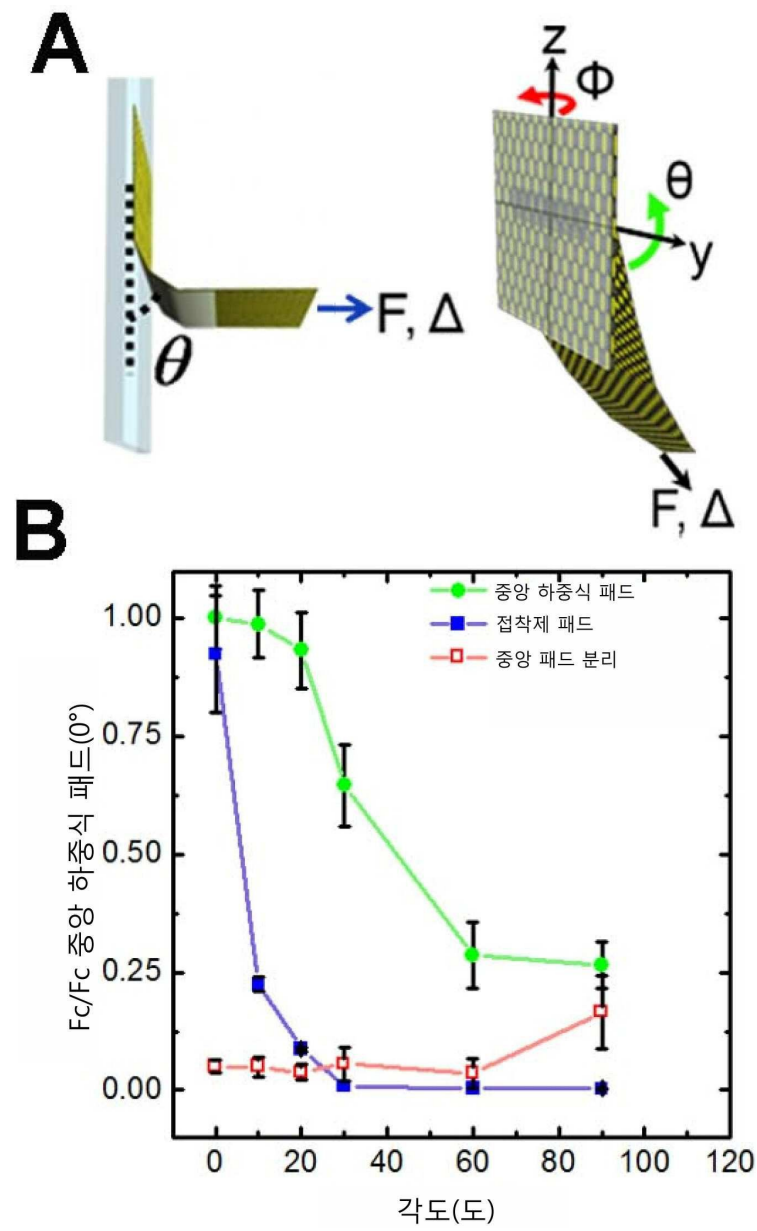 A
θ
F, Δ
z
Φ
θ
y
F, Δ
B
중앙 하중식 패드
접착제 패드
중앙 패드 분리
Fc/Fc 중앙 하중식 패드(0°)
1.00
0.75
0.50
0.25
0.00
0 20 40 60 80 100 120
각도(도)